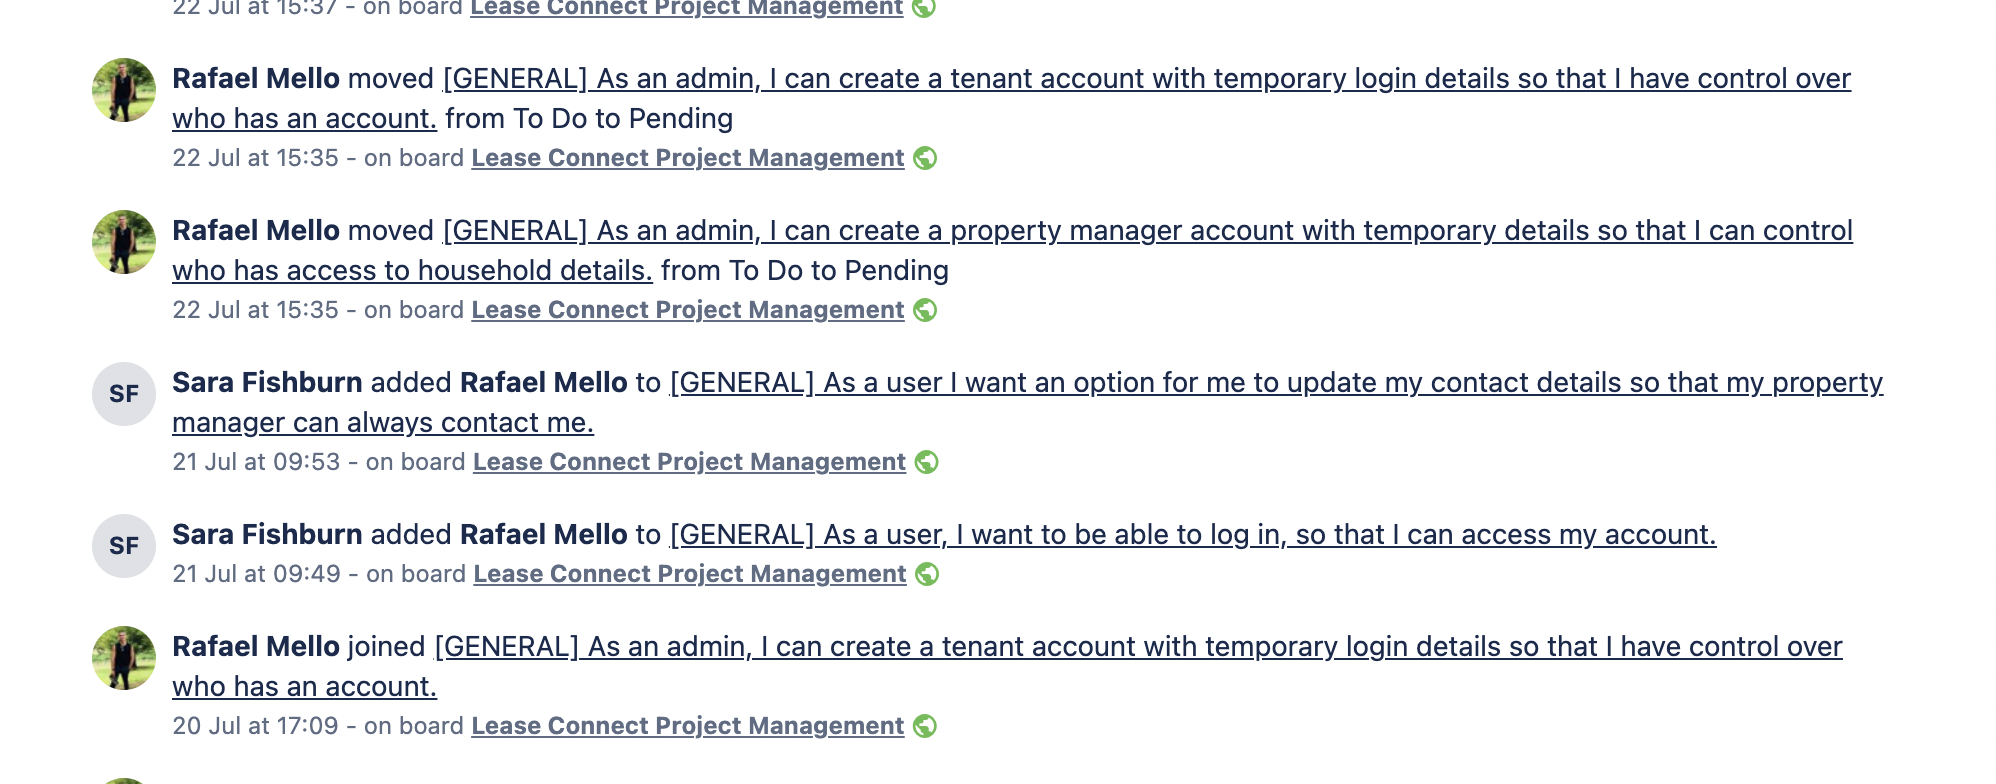 22 Jul at 15:37 - on board Lease Connect Project Management
Rafael Mello moved [GENERAL] As an admin, I can create a tenant account with temporary login details so that I have control over
who has an account. from To Do to Pending
22 Jul at 15:35 - on board Lease Connect Project Management
Rafael Mello moved [GENERAL] As an admin, I can create a property manager account with temporary details so that I can control
who has access to household details. from To Do to Pending
22 Jul at 15:35 - on board Lease Connect Project Management
SF
Sara Fishburn added Rafael Mello to [GENERAL] As a user I want an option for me to update my contact details so that my property
manager can always contact me.
21 Jul at 09:53 - on board Lease Connect Project Management
SF
Sara Fishburn added Rafael Mello to [GENERAL] As a user, I want to be able to log in, so that I can access my account.
21 Jul at 09:49 - on board Lease Connect Project Management
Rafael Mello joined [GENERAL] As an admin, I can create a tenant account with temporary login details so that I have control over
who has an account.
20 Jul at 17:09 - on board Lease Connect Project Management